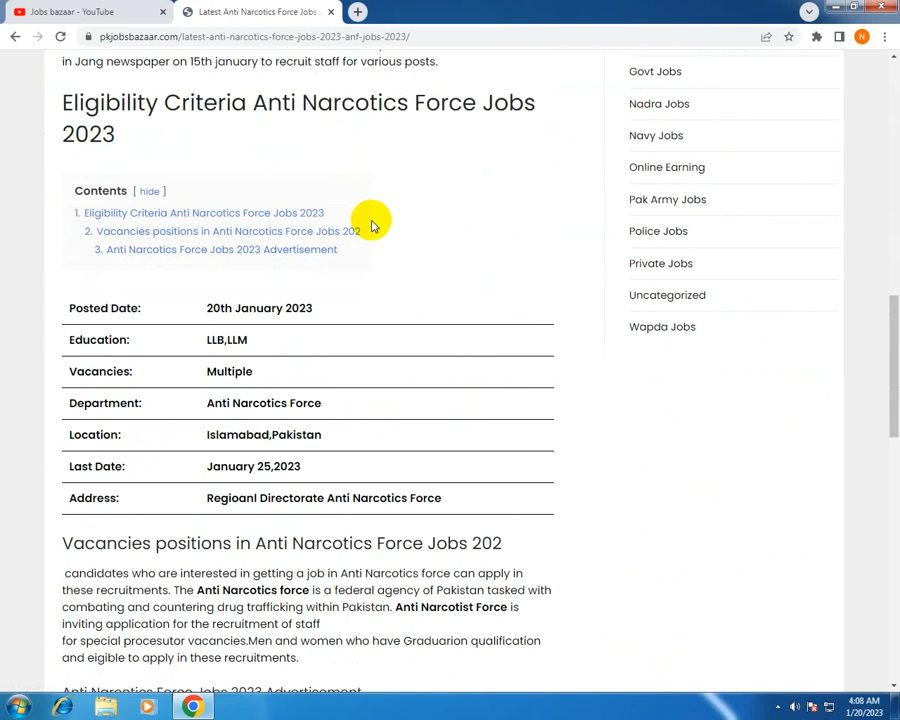 Jobs bazaar - YouTube
Latest Anti Narcotics Force Jobs
pkjobsbazaar.com/latest-anti-narcotics-force-jobs-2023-anf-jobs-2023/
N
in Jang newspaper on 15th january to recruit staff for various posts.
Eligibility Criteria Anti Narcotics Force Jobs
2023
Contents [ hide ]
1. Eligibility Criteria Anti Narcotics Force Jobs 2023
2. Vacancies positions in Anti Narcotics Force Jobs 202
3. Anti Narcotics Force Jobs 2023 Advertisement
Posted Date: 20th January 2023
Education: LLB,LLM
Vacancies: Multiple
Department: Anti Narcotics Force
Location: Islamabad,Pakistan
Last Date: January 25,2023
Address: Regioanl Directorate Anti Narcotics Force
Vacancies positions in Anti Narcotics Force Jobs 202
candidates who are interested in getting a job in Anti Narcotics force can apply in
these recruitments. The Anti Narcotics force is a federal agency of Pakistan tasked with
combating and countering drug trafficking within Pakistan. Anti Narcotist Force is
inviting application for the recruitment of staff
for special procesutor vacancies.Men and women who have Graduarion qualification
and eigible to apply in these recruitments.
Anti Narcotics Force Jobs 2023 Advertisement
Govt Jobs
Nadra Jobs
Navy Jobs
Online Earning
Pak Army Jobs
Police Jobs
Private Jobs
Uncategorized
Wapda Jobs
4:08 AM
1/20/2023